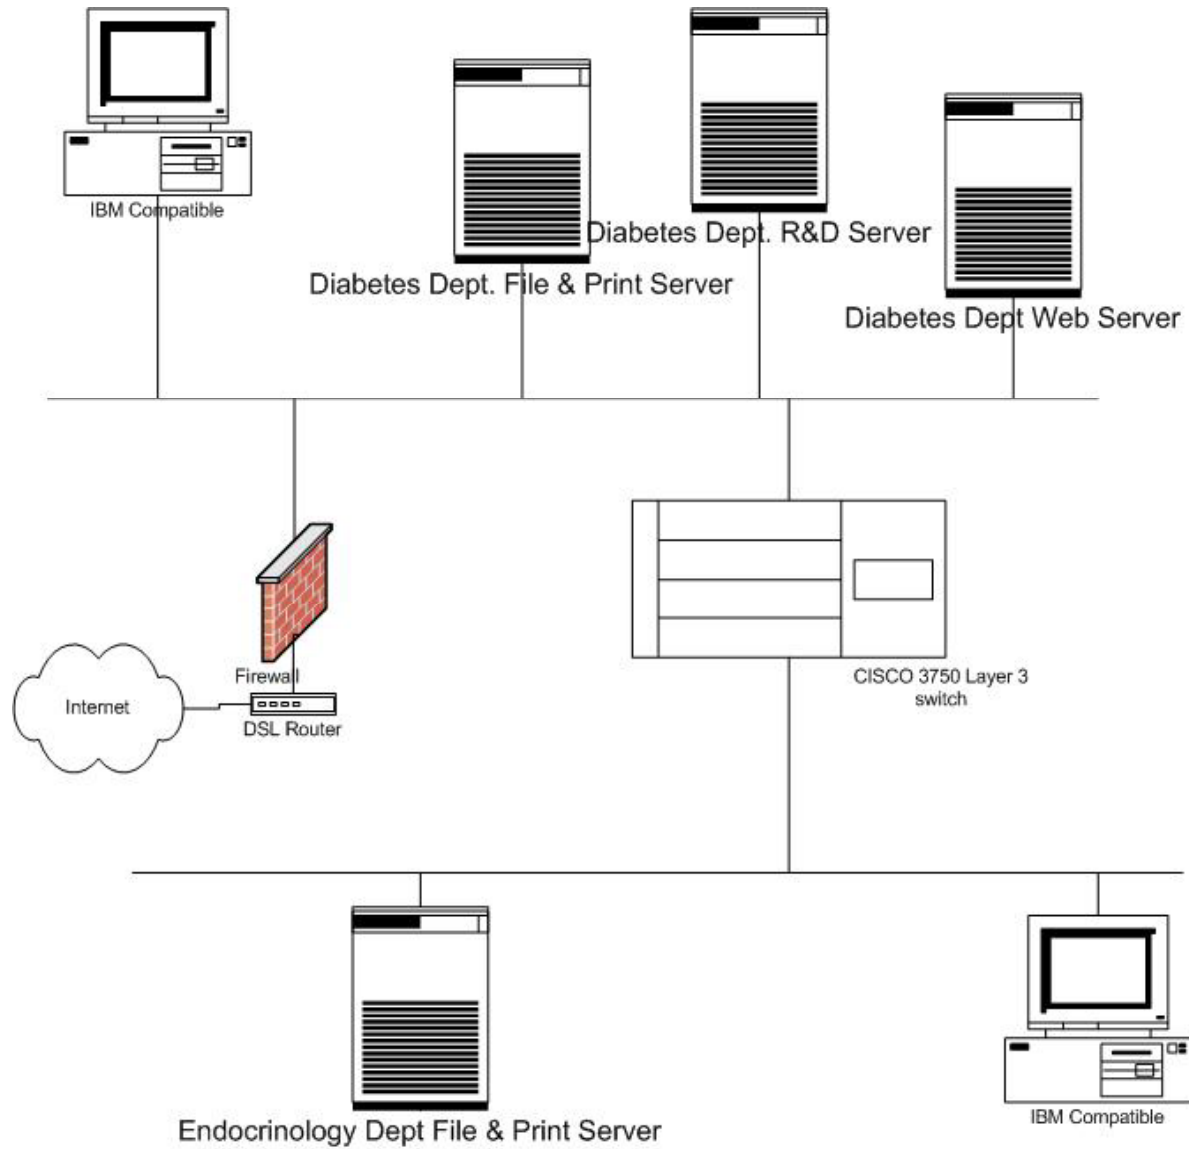 IBM Compatible
Diabetes Dept. R&D Server
Diabetes Dept. File & Print Server
Diabetes Dept Web Server
Firewall
Internet
DSL Router
CISCO 3750 Layer 3
switch
Endocrinology Dept File & Print Server
IBM Compatible